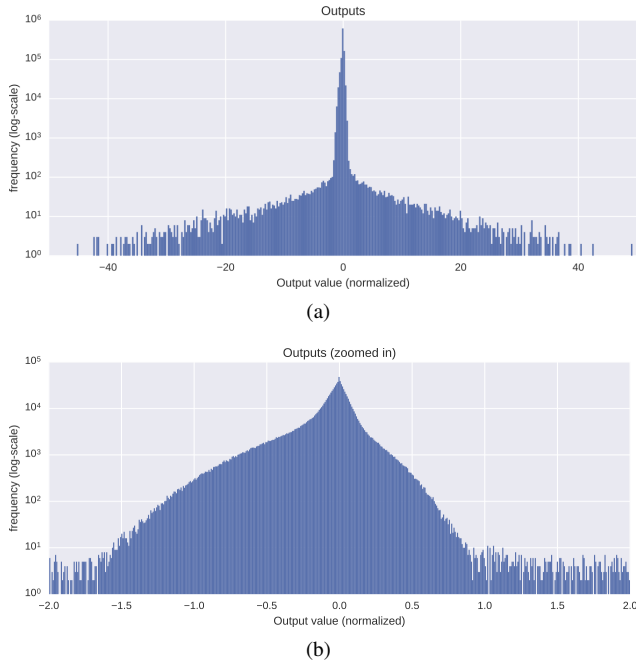 Outputs
10⁶
10⁵
10⁴
10³
10²
10¹
10⁰
frequency (log-scale)
−40 −20 0 20 40
Output value (normalized)
(a)
Outputs (zoomed in)
10⁵
10⁴
10³
10²
10¹
10⁰
frequency (log-scale)
−2.0 −1.5 −1.0 −0.5 0.0 0.5 1.0 1.5 2.0
Output value (normalized)
(b)